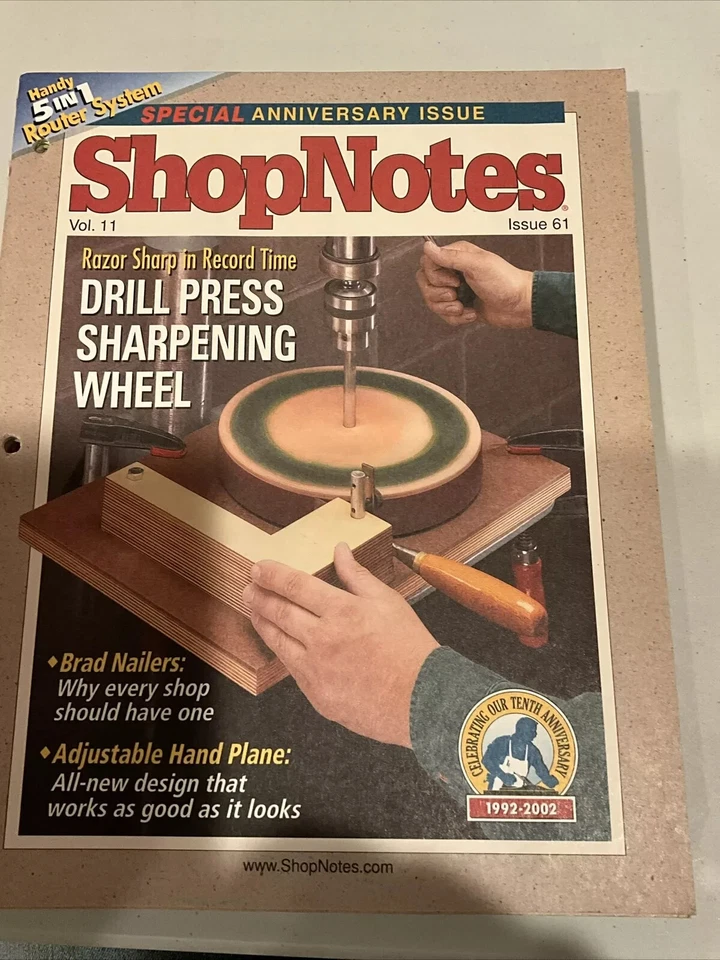 Handy
5 IN 1
Router System
SPECIAL ANNIVERSARY ISSUE
ShopNotes®
Vol. 11
Issue 61
Razor Sharp in Record Time
DRILL PRESS
SHARPENING
WHEEL
◆Brad Nailers:
Why every shop
should have one
◆Adjustable Hand Plane:
All-new design that
works as good as it looks
CELEBRATING OUR TENTH ANNIVERSARY
1992-2002
www.ShopNotes.com